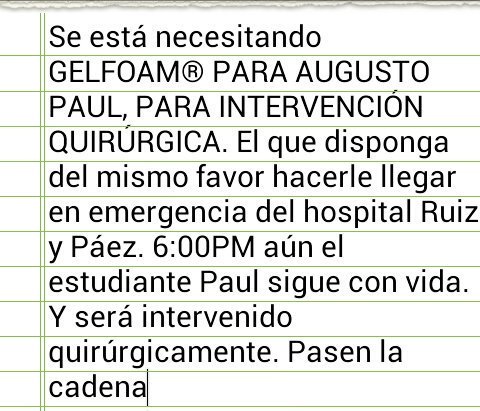 Se está necesitando
GELFOAM® PARA AUGUSTO
PAUL, PARA INTERVENCIÓN
QUIRÚRGICA. El que disponga
del mismo favor hacerle llegar
en emergencia del hospital Ruiz
y Páez. 6:00PM aún el
estudiante Paul sigue con vida.
Y será intervenido
quirúrgicamente. Pasen la
cadena